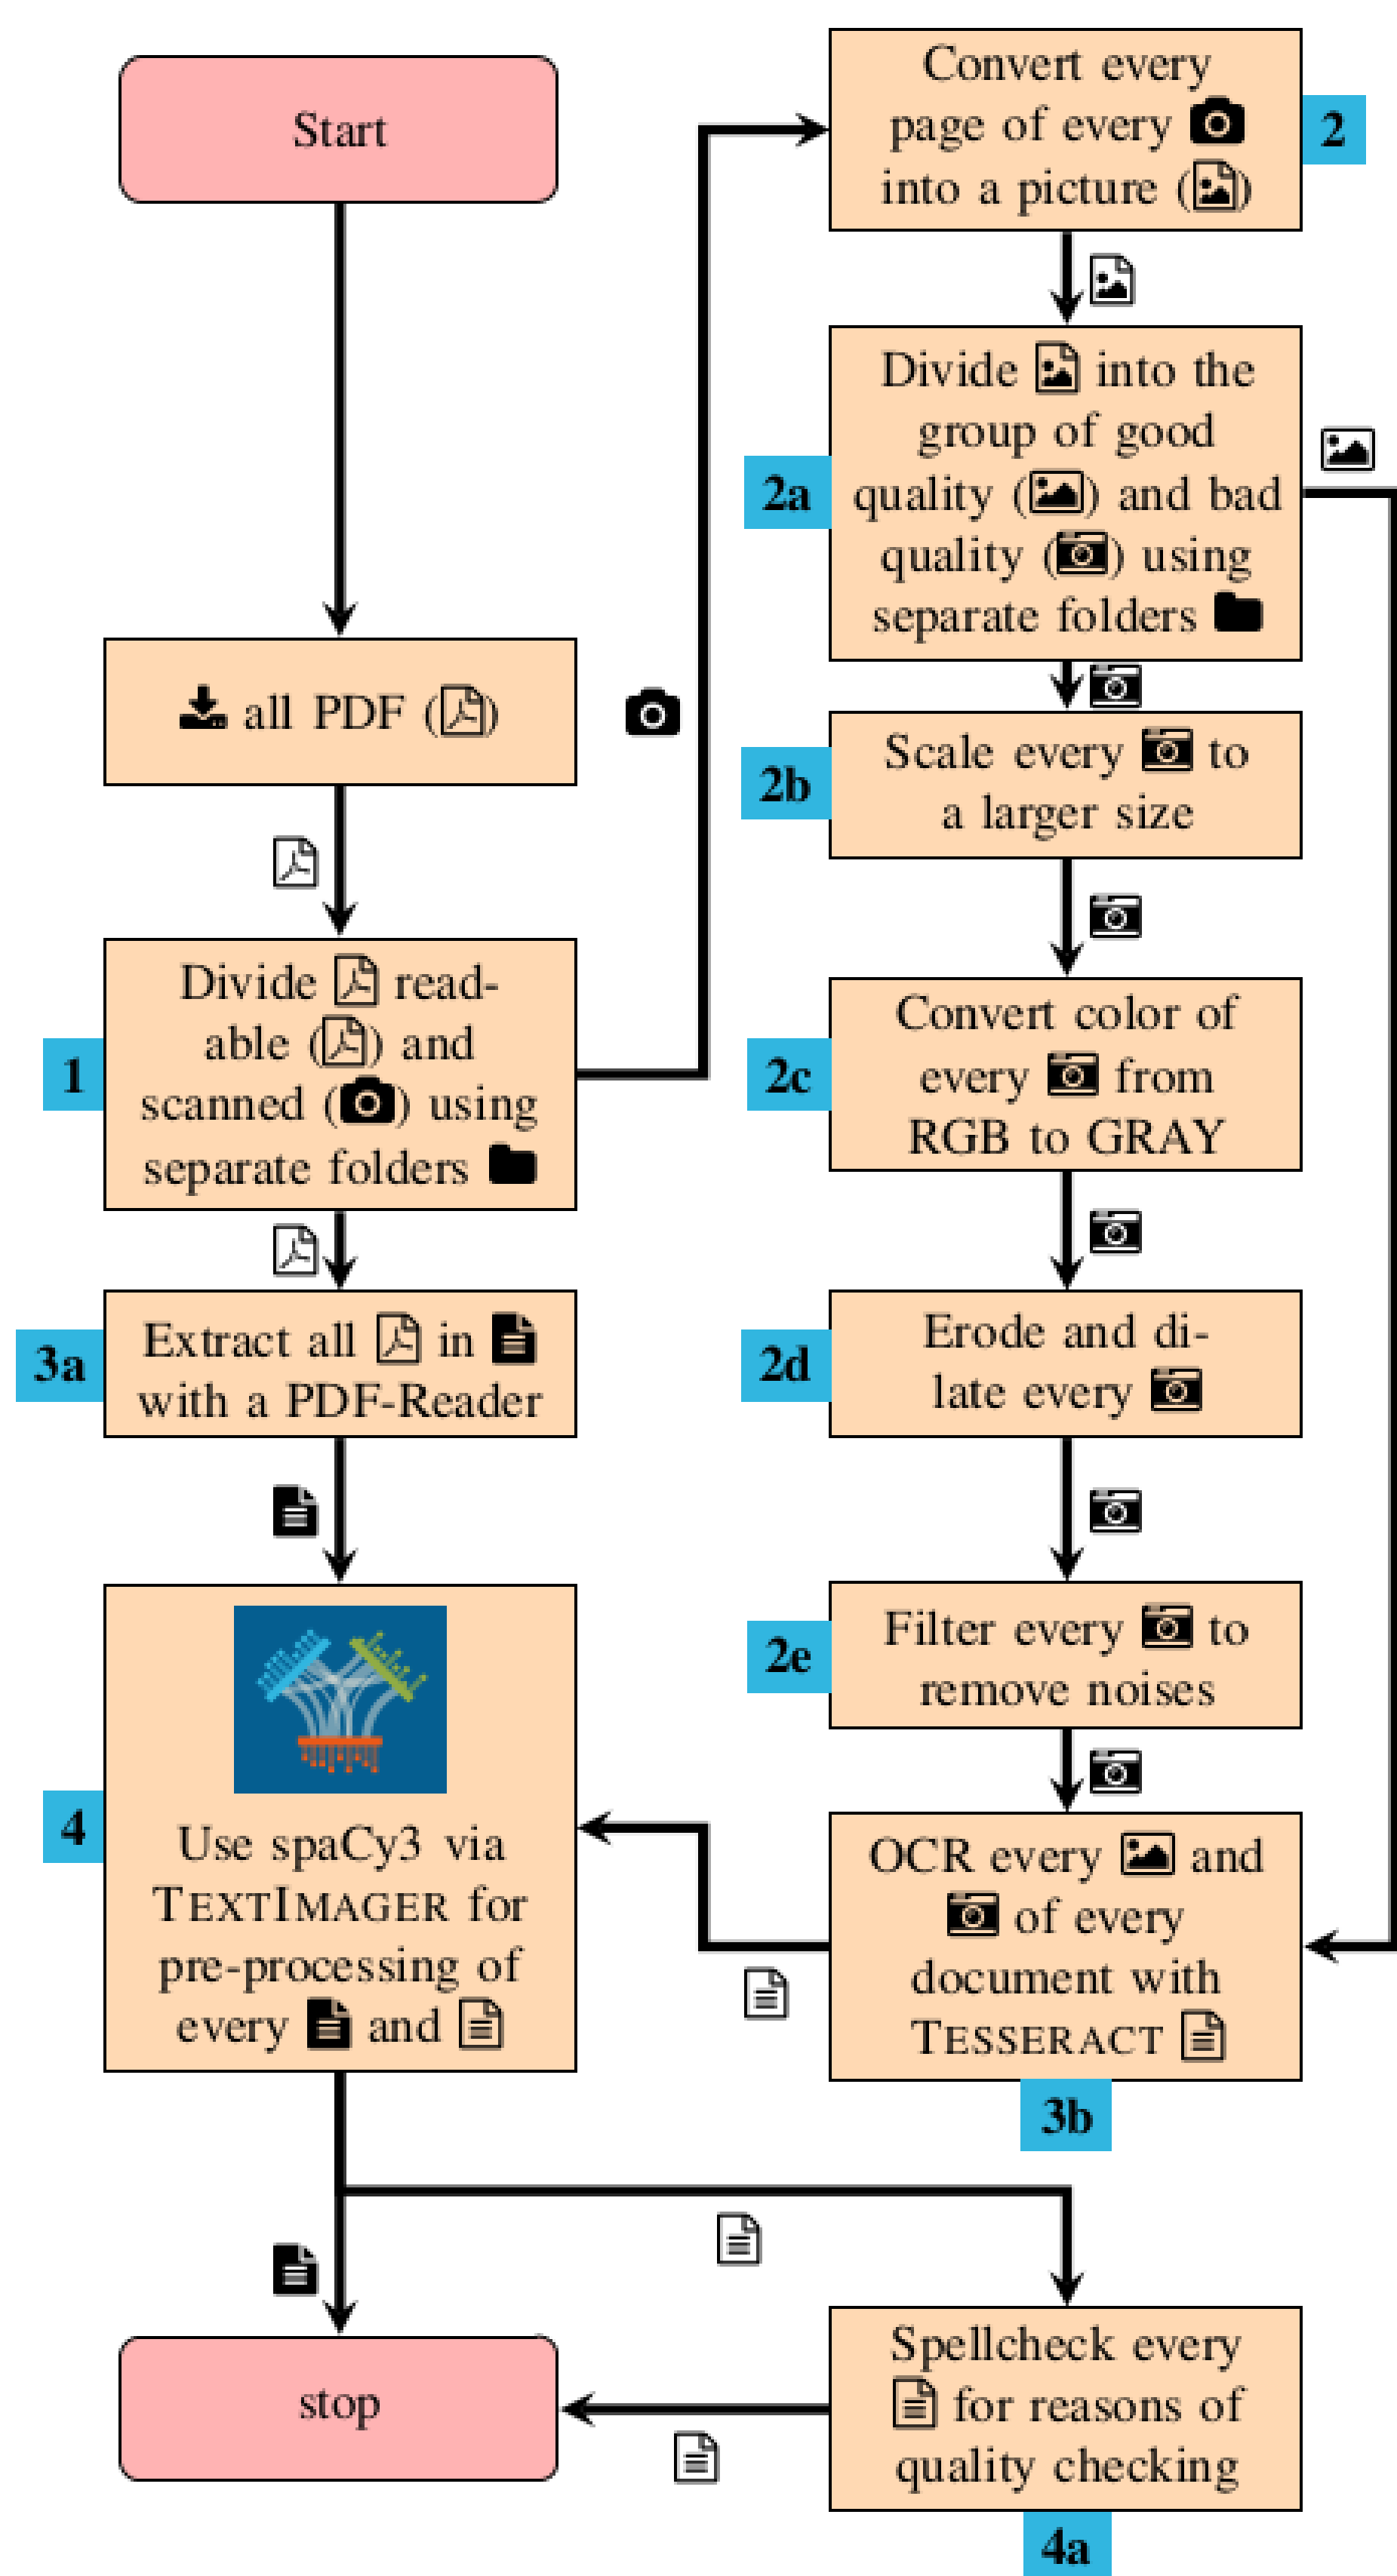 Start
all PDF ()
1
Divide read-
able () and
scanned () using
separate folders
3a
Extract all in
with a PDF-Reader
4
Use spaCy3 via
TEXTIMAGER for
pre-processing of
every and
stop
Convert every
page of every
into a picture ()
2
Divide into the
group of good
quality () and bad
quality () using
separate folders
2a
2b
Scale every to
a larger size
2c
Convert color of
every from
RGB to GRAY
2d
Erode and di-
late every
2e
Filter every to
remove noises
OCR every and
of every
document with
TESSERACT
3b
Spellcheck every
for reasons of
quality checking
4a